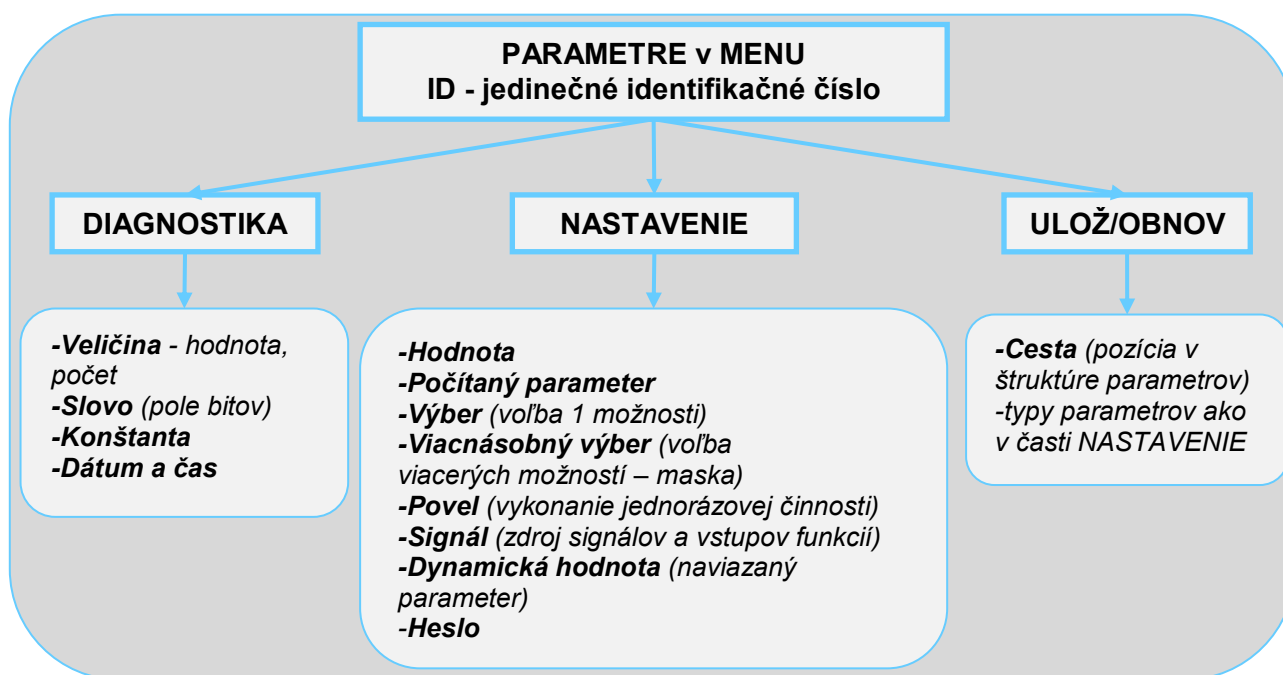 PARAMETRE v MENU
ID - jedinečné identifikačné číslo
DIAGNOSTIKA
NASTAVENIE
ULOŽ/OBNOV
-Veličina - hodnota,
počet
-Slovo (pole bitov)
-Konštanta
-Dátum a čas
-Hodnota
-Počítaný parameter
-Výber (voľba 1 možnosti)
-Viacnásobný výber (voľba
viacerých možností – maska)
-Povel (vykonanie jednorázovej činnosti)
-Signál (zdroj signálov a vstupov funkcií)
-Dynamická hodnota (naviazaný
parameter)
-Heslo
-Cesta (pozícia v
štruktúre parametrov)
-typy parametrov ako
v časti NASTAVENIE